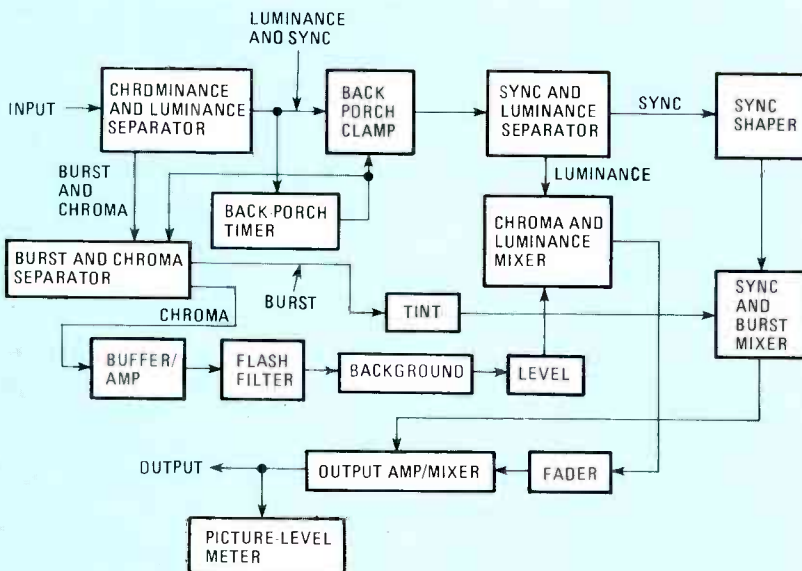 LUMINANCE
AND SYNC
INPUT
CHROMINANCE
AND LUMINANCE
SEPARATOR
BACK
PORCH
CLAMP
SYNC AND
LUMINANCE
SEPARATOR
SYNC
SYNC
SHAPER
BURST
AND
CHROMA
LUMINANCE
BACK-PORCH
TIMER
CHROMA AND
LUMINANCE
MIXER
BURST AND CHROMA
SEPARATOR
BURST
TINT
SYNC
AND
BURST
MIXER
CHROMA
BUFFER/
AMP
FLASH
FILTER
BACKGROUND
LEVEL
OUTPUT
OUTPUT AMP/MIXER
FADER
PICTURE-LEVEL
METER